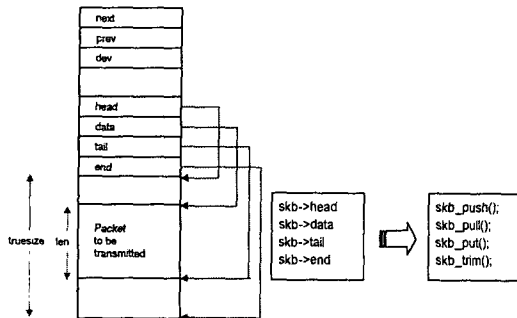 next
prev
dev
head
data
tail
end
truesize
len
Packet
to be
transmitted
skb->head
skb->data
skb->tail
skb->end
skb_push();
skb_pull();
skb_put();
skb_trim();